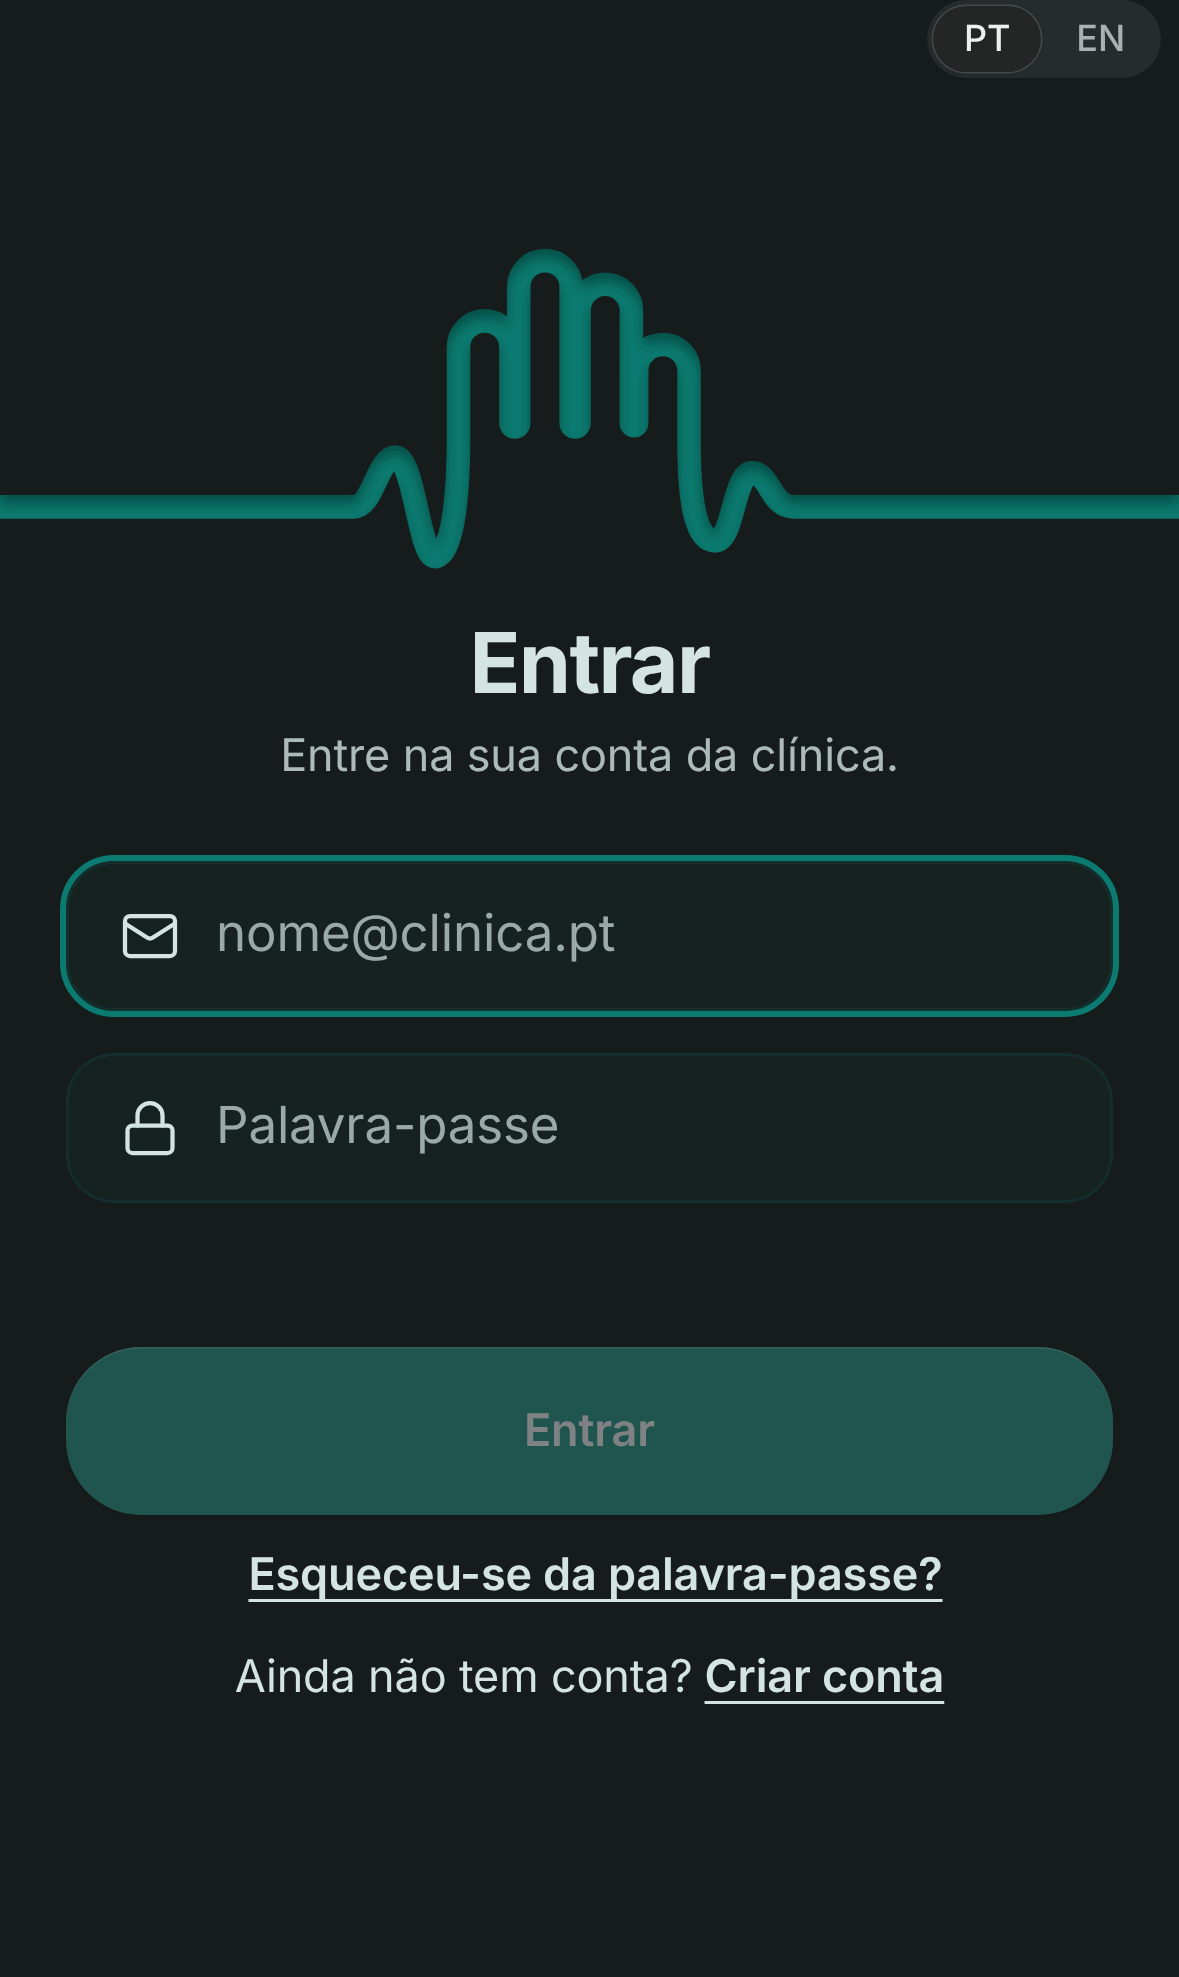 PT EN
Entrar
Entre na sua conta da clínica.
nome@clinica.pt
Palavra-passe
Entrar
Esqueceu-se da palavra-passe?
Ainda não tem conta? Criar conta